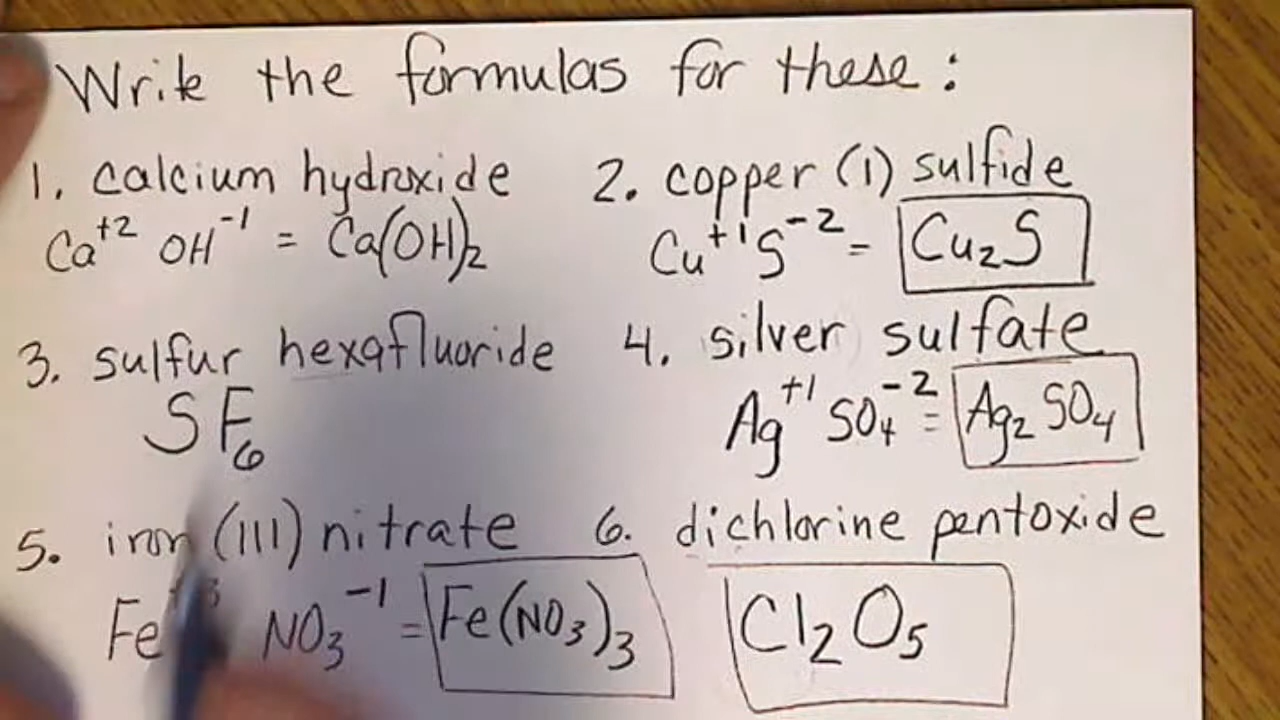 Write the formulas for these:
1. calcium hydroxide
Ca⁺² OH⁻¹ = Ca(OH)₂
2. copper (I) sulfide
Cu⁺¹ S⁻² = Cu₂S
3. sulfur hexafluoride
SF₆
4. silver sulfate
Ag⁺¹ SO₄⁻² = Ag₂SO₄
5. iron (III) nitrate
Fe NO₃⁻¹ = Fe(NO₃)₃
6. dichlorine pentoxide
Cl₂O₅